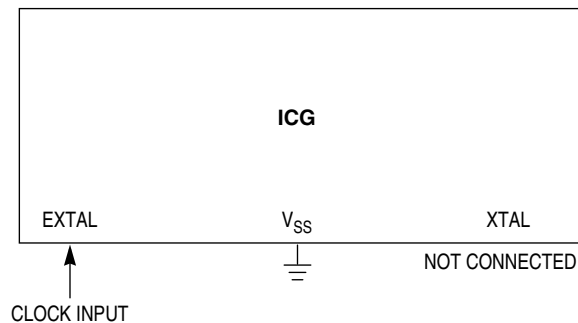 ICG
EXTAL
VSS
XTAL
NOT CONNECTED
CLOCK INPUT